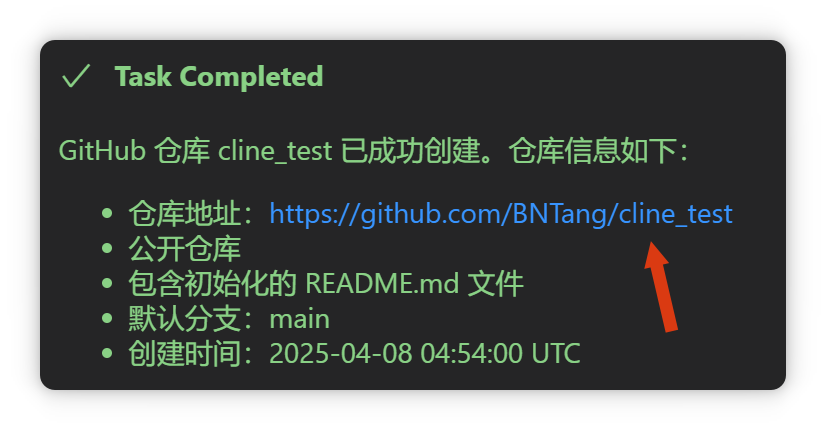 Task Completed
GitHub 仓库 cline_test 已成功创建。仓库信息如下：
仓库地址：https://github.com/BNTang/cline_test
公开仓库
包含初始化的 README.md 文件
默认分支：main
创建时间：2025-04-08 04:54:00 UTC